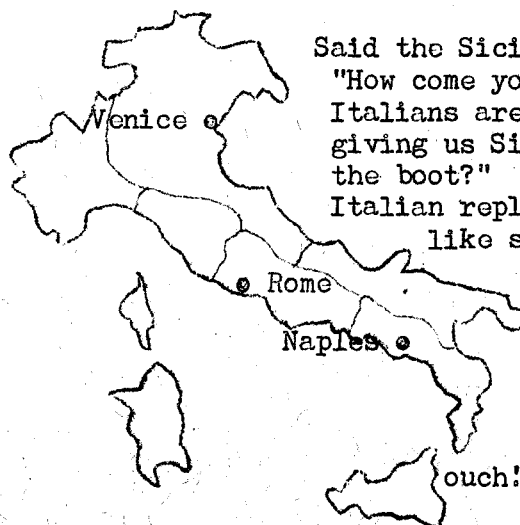 Said the Sici
"How come yo
Italians are
giving us Si
the boot?"
Italian repl
like s
Venice
Rome
Naples
ouch!